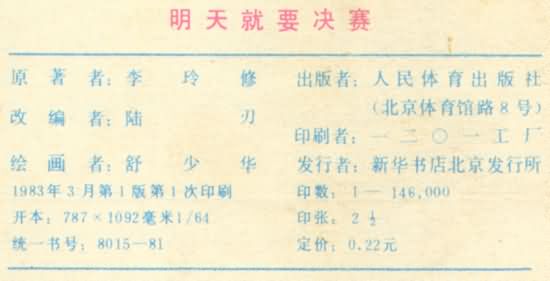 明天就要决赛
原著者：李玲修
改编者：陆刃
绘画者：舒少华
1983年3月第1版第1次印刷
开本：787×1092毫米1/64
统一书号：8015—81
出版者：人民体育出版社
（北京体育馆路8号）
印刷者：一二〇一工厂
发行者：新华书店北京发行所
印数：1—146,000
印张：2 1/2
定价：0.22元